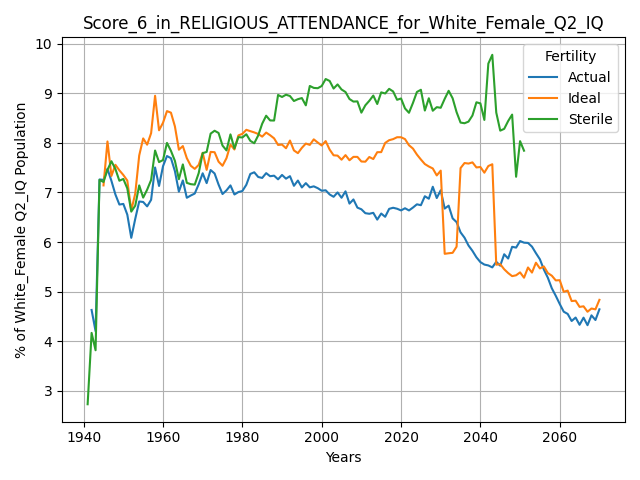 Score_6_in_RELIGIOUS_ATTENDANCE_for_White_Female_Q2_IQ
% of White_Female Q2_IQ Population
10
9
8
7
6
5
4
3
Fertility
Actual
Ideal
Sterile
1940 1960 1980 2000 2020 2040 2060
Years